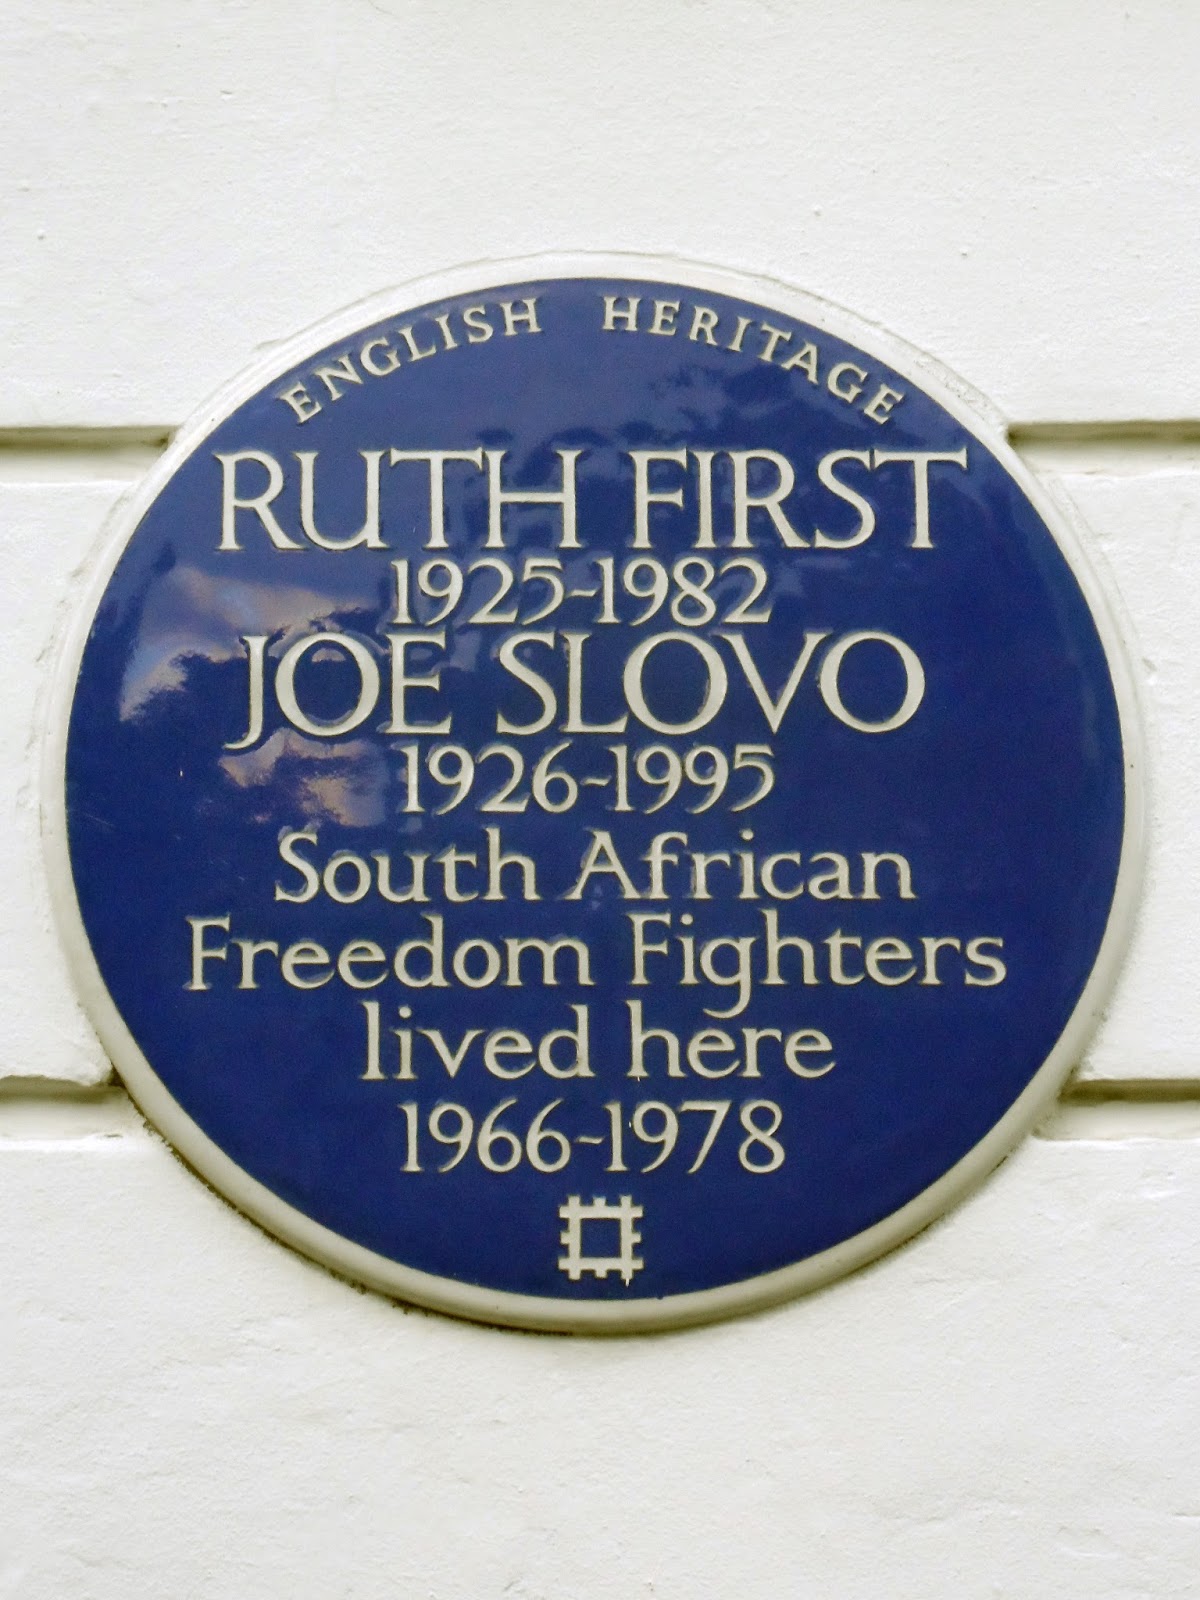 ENGLISH HERITAGE
RUTH FIRST
1925-1982
JOE SLOVO
1926-1995
South African
Freedom Fighters
lived here
1966-1978